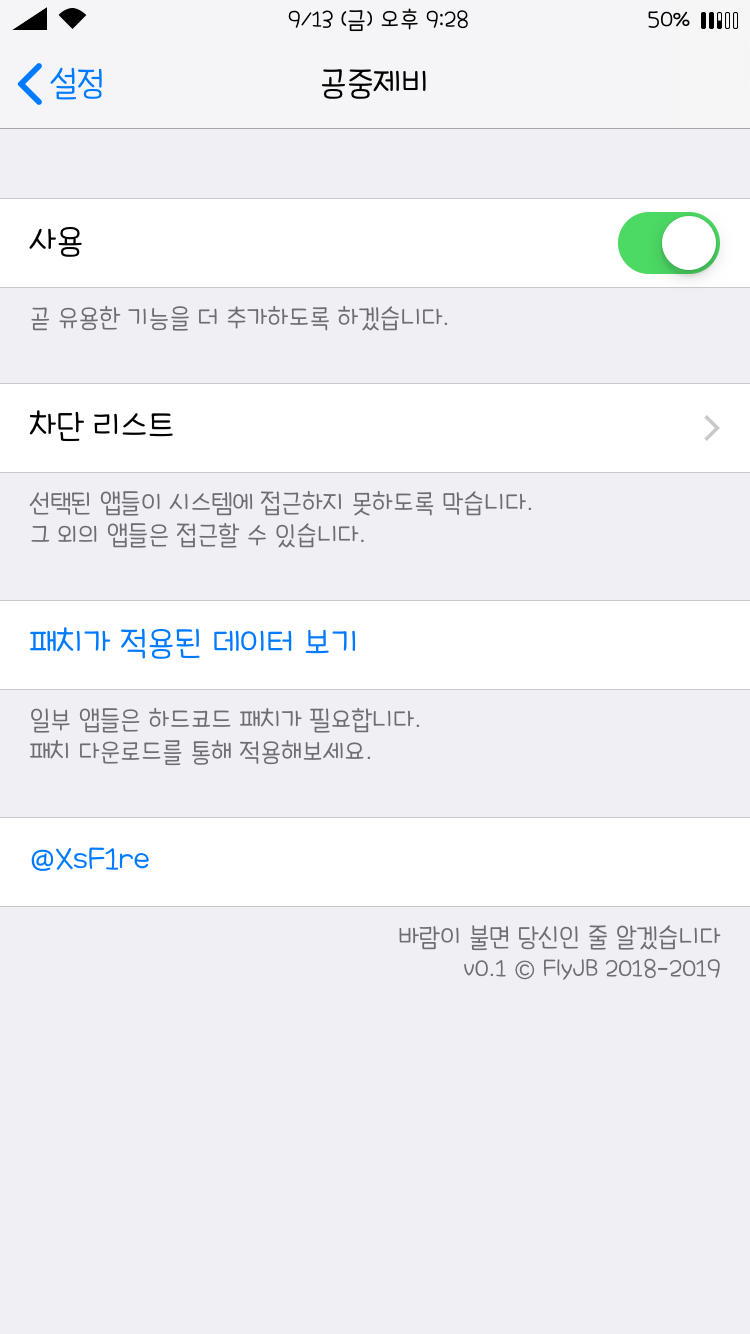 9/13 (금) 오후 9:28
50%
설정
공중제비
사용
곧 유용한 기능을 더 추가하도록 하겠습니다.
차단 리스트
선택된 앱들이 시스템에 접근하지 못하도록 막습니다.
그 외의 앱들은 접근할 수 있습니다.
패치가 적용된 데이터 보기
일부 앱들은 하드코드 패치가 필요합니다.
패치 다운로드를 통해 적용해보세요.
@XsF1re
바람이 불면 당신인 줄 알겠습니다
v0.1 © FlyJB 2018-2019